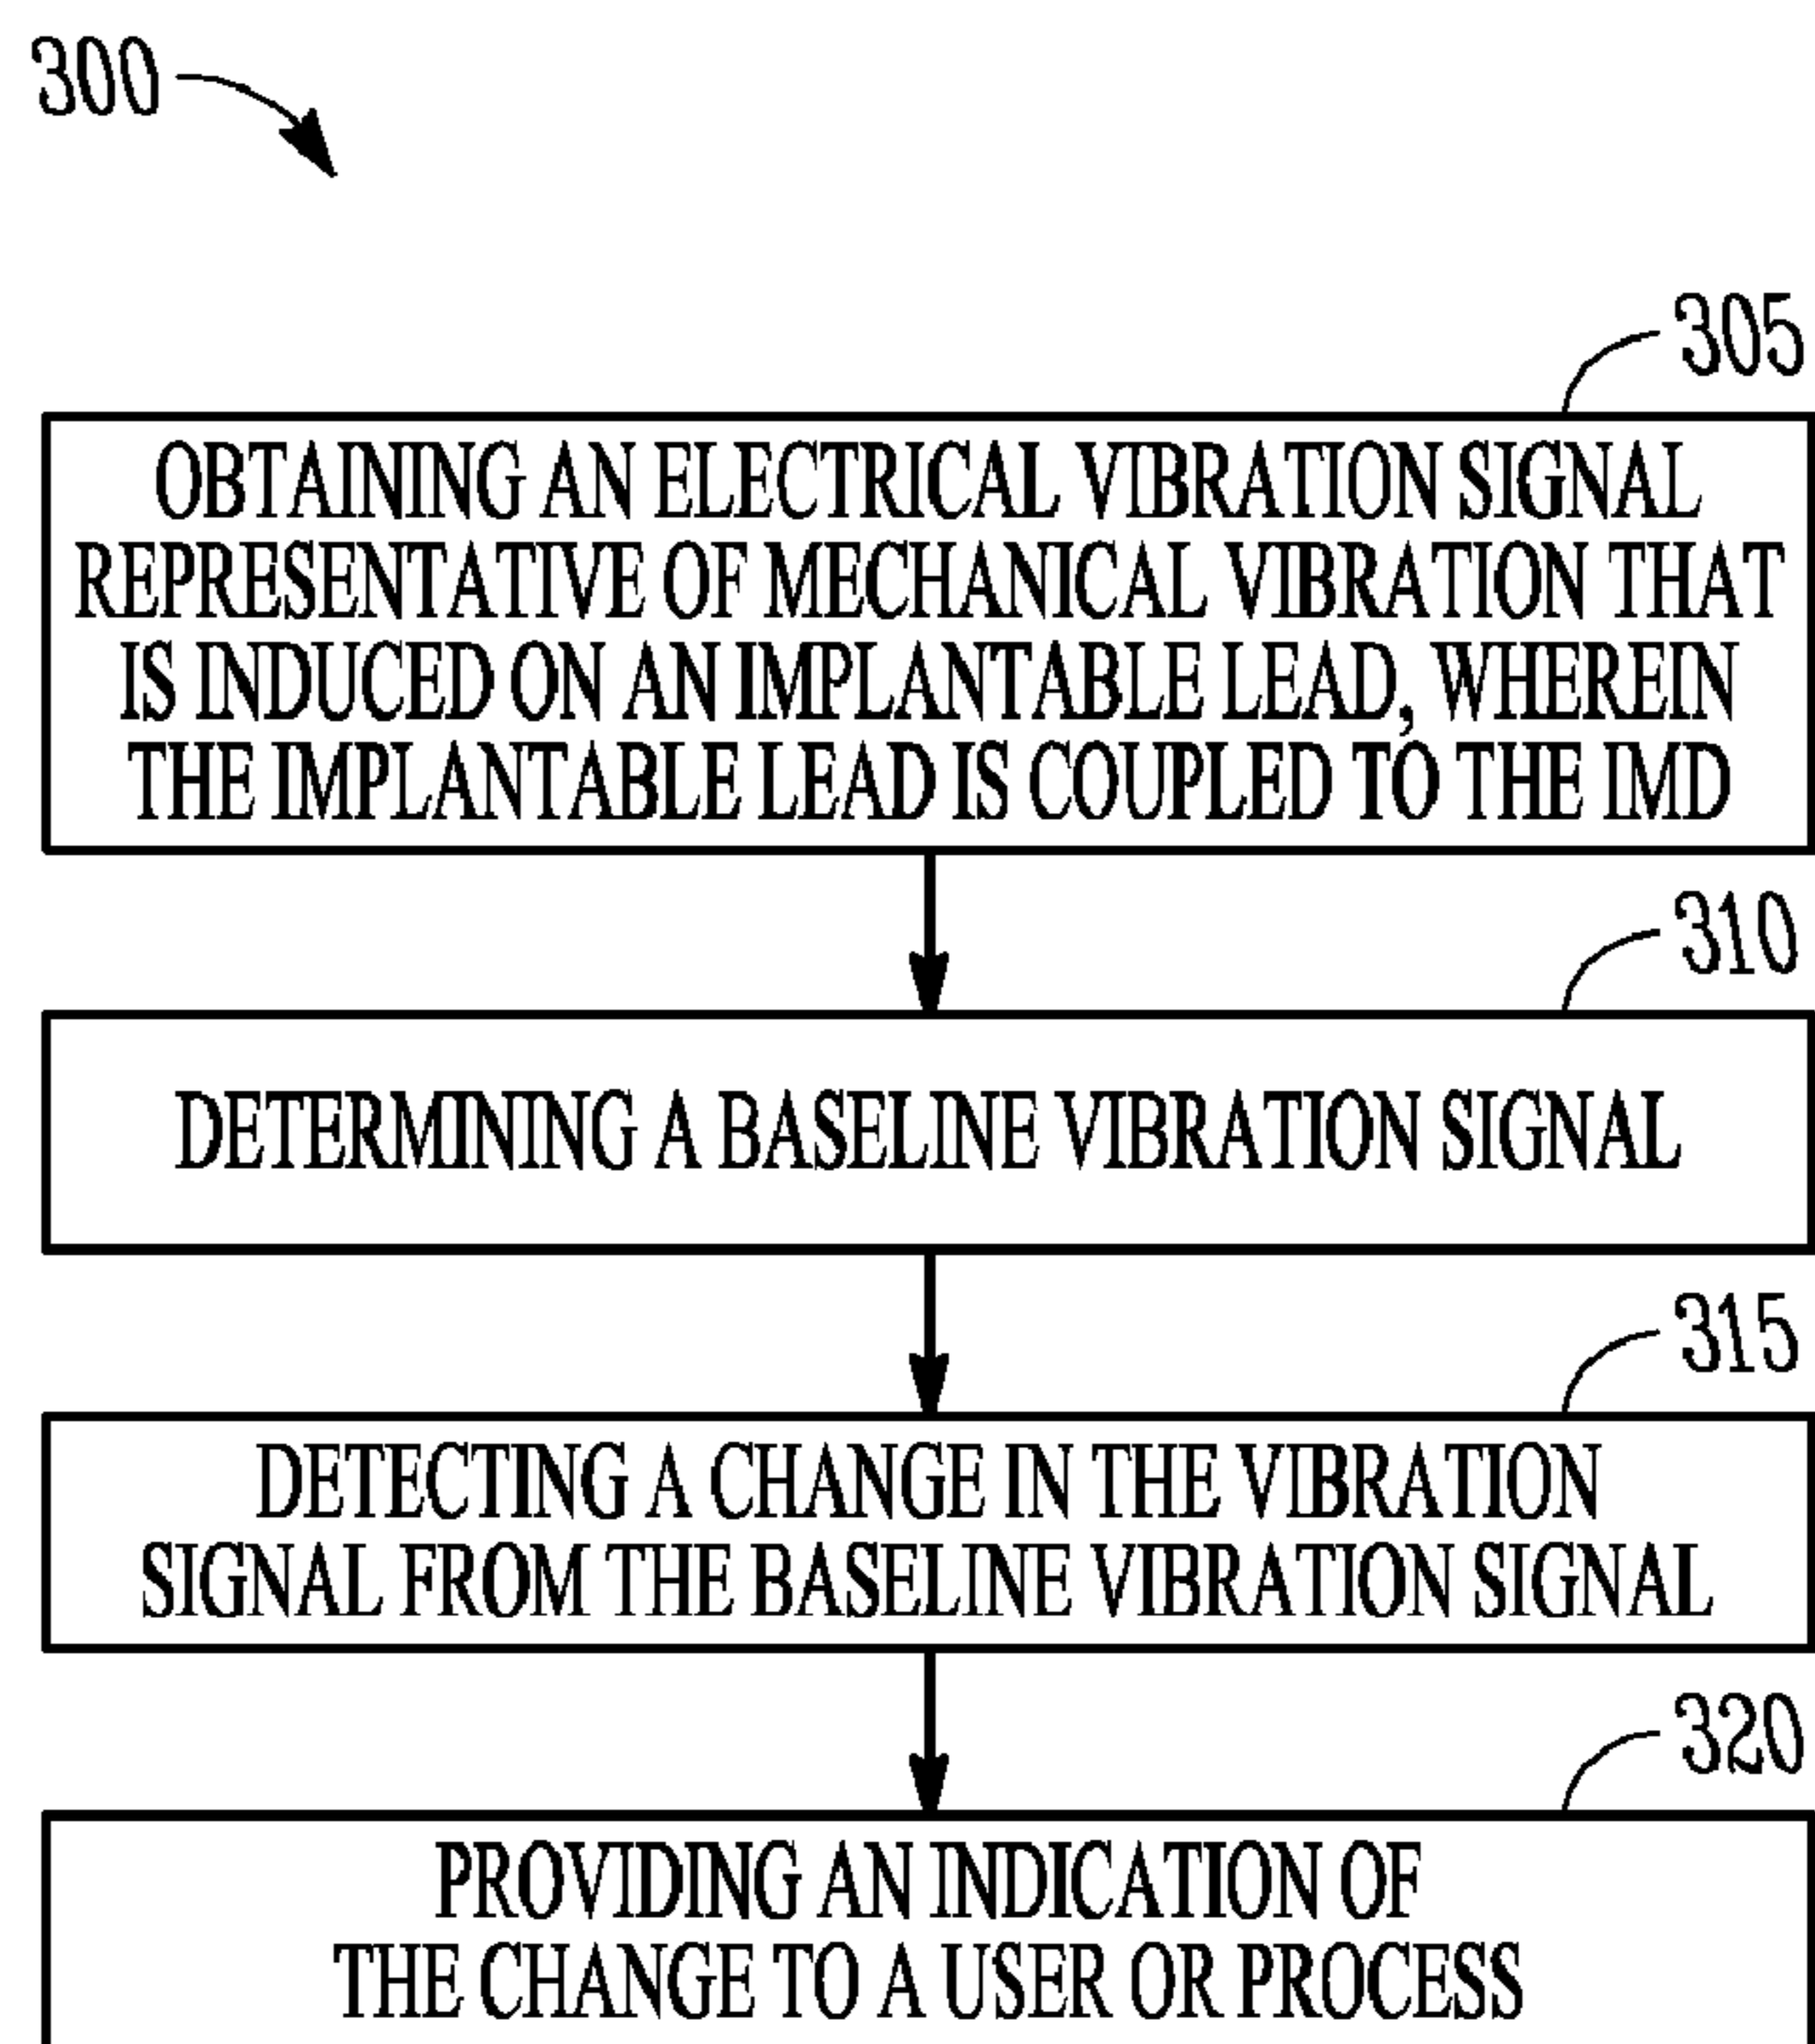 300
305
OBTAINING AN ELECTRICAL VIBRATION SIGNAL
REPRESENTATIVE OF MECHANICAL VIBRATION THAT
IS INDUCED ON AN IMPLANTABLE LEAD, WHEREIN
THE IMPLANTABLE LEAD IS COUPLED TO THE IMD
310
DETERMINING A BASELINE VIBRATION SIGNAL
315
DETECTING A CHANGE IN THE VIBRATION
SIGNAL FROM THE BASELINE VIBRATION SIGNAL
320
PROVIDING AN INDICATION OF
THE CHANGE TO A USER OR PROCESS